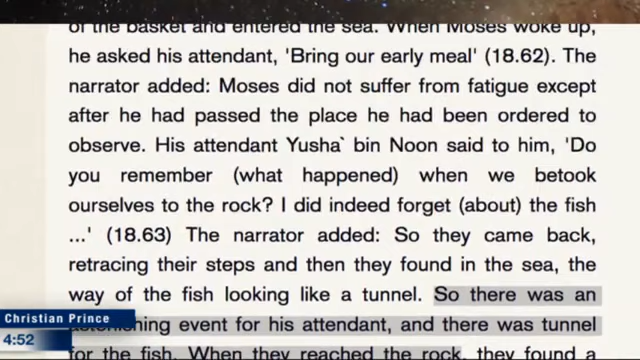 of the basket and entered the sea. When Moses woke up,
he asked his attendant, 'Bring our early meal' (18.62). The
narrator added: Moses did not suffer from fatigue except
after he had passed the place he had been ordered to
observe. His attendant Yusha` bin Noon said to him, 'Do
you remember (what happened) when we betook
ourselves to the rock? I did indeed forget (about) the fish
...' (18.63) The narrator added: So they came back,
retracing their steps and then they found in the sea, the
way of the fish looking like a tunnel. So there was an
Christian Prince
astonishing event for his attendant, and there was tunnel
4:52
for the fish. When they reached the rock, they found a